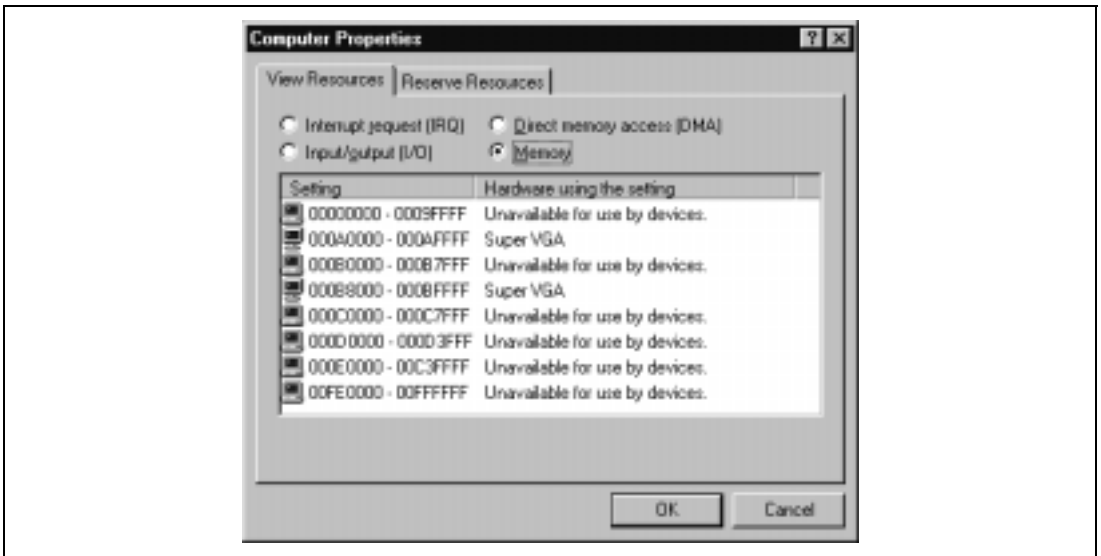 Computer Properties
View Resources Reserve Resources
Interrupt request (IRQ) Direct memory access (DMA)
Input/output (I/O) Memory
Setting Hardware using the setting
00000000 - 0009FFFF Unavailable for use by devices.
000A0000 - 000AFFFF Super VGA
000B0000 - 000B7FFF Unavailable for use by devices.
000B8000 - 000BFFFF Super VGA
000C0000 - 000C7FFF Unavailable for use by devices.
000D0000 - 000D3FFF Unavailable for use by devices.
000E0000 - 00C3FFFF Unavailable for use by devices.
00FE0000 - 00FFFFFF Unavailable for use by devices.
OK Cancel